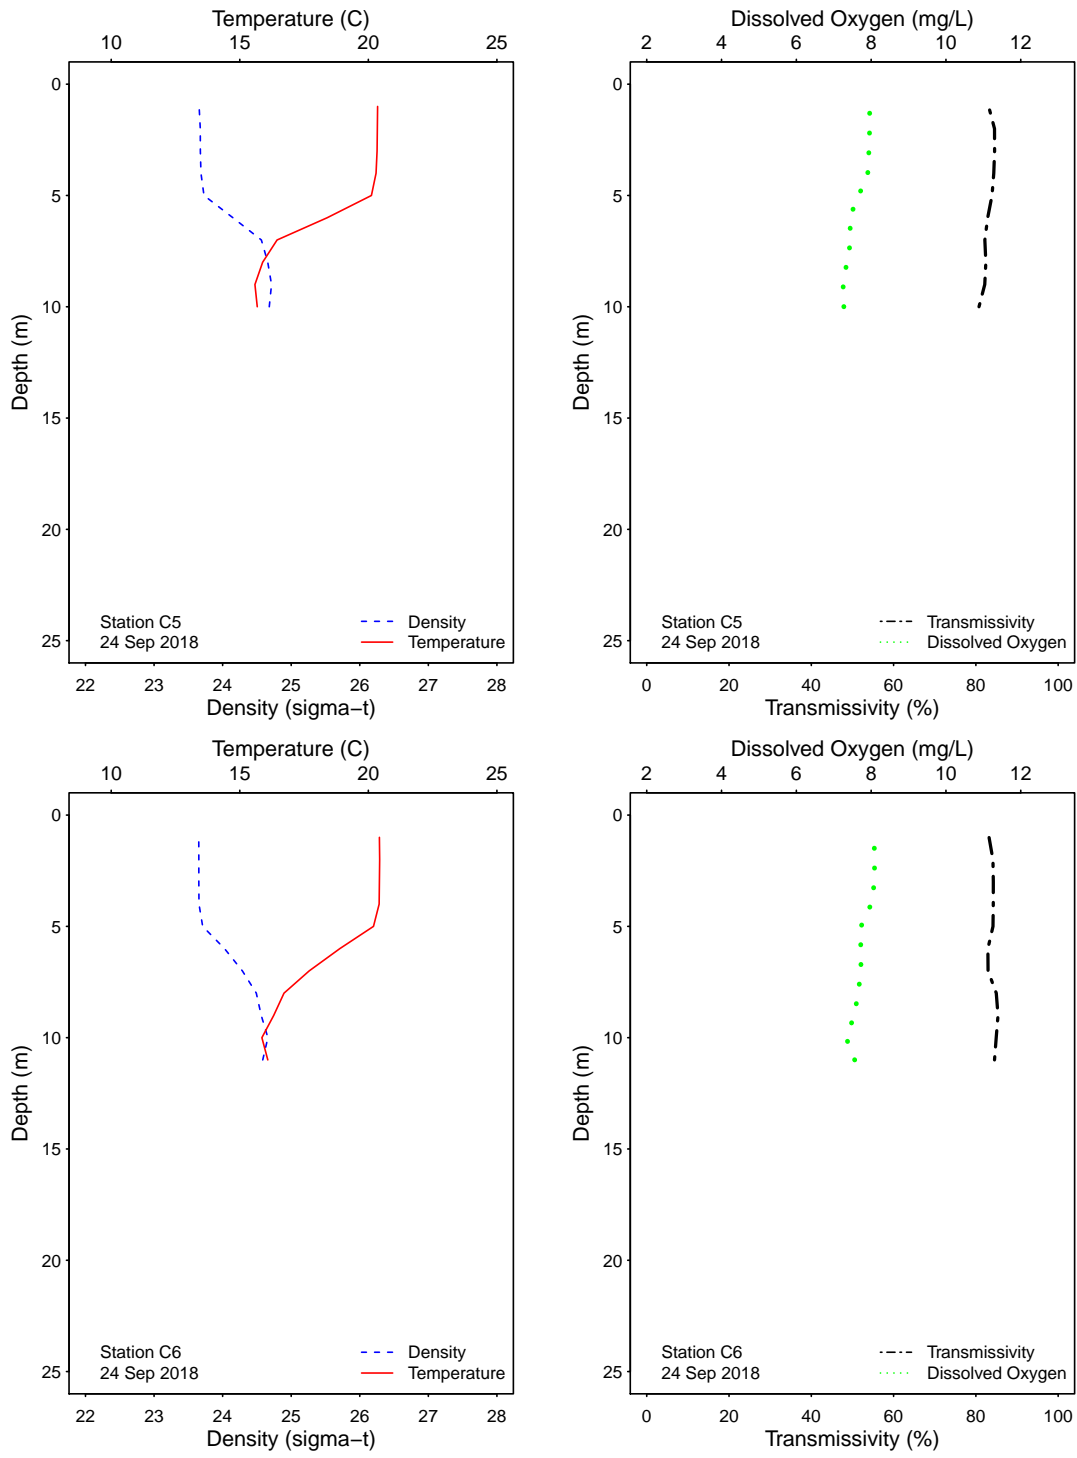 Temperature (C)
10 15 20 25
0
5
10
15
20
25
Depth (m)
Station C5
24 Sep 2018
Density
Temperature
22 23 24 25 26 27 28
Density (sigma−t)
Dissolved Oxygen (mg/L)
2 4 6 8 10 12
0
5
10
15
20
25
Depth (m)
Station C5
24 Sep 2018
Transmissivity
Dissolved Oxygen
0 20 40 60 80 100
Transmissivity (%)
Temperature (C)
10 15 20 25
0
5
10
15
20
25
Depth (m)
Station C6
24 Sep 2018
Density
Temperature
22 23 24 25 26 27 28
Density (sigma−t)
Dissolved Oxygen (mg/L)
2 4 6 8 10 12
0
5
10
15
20
25
Depth (m)
Station C6
24 Sep 2018
Transmissivity
Dissolved Oxygen
0 20 40 60 80 100
Transmissivity (%)